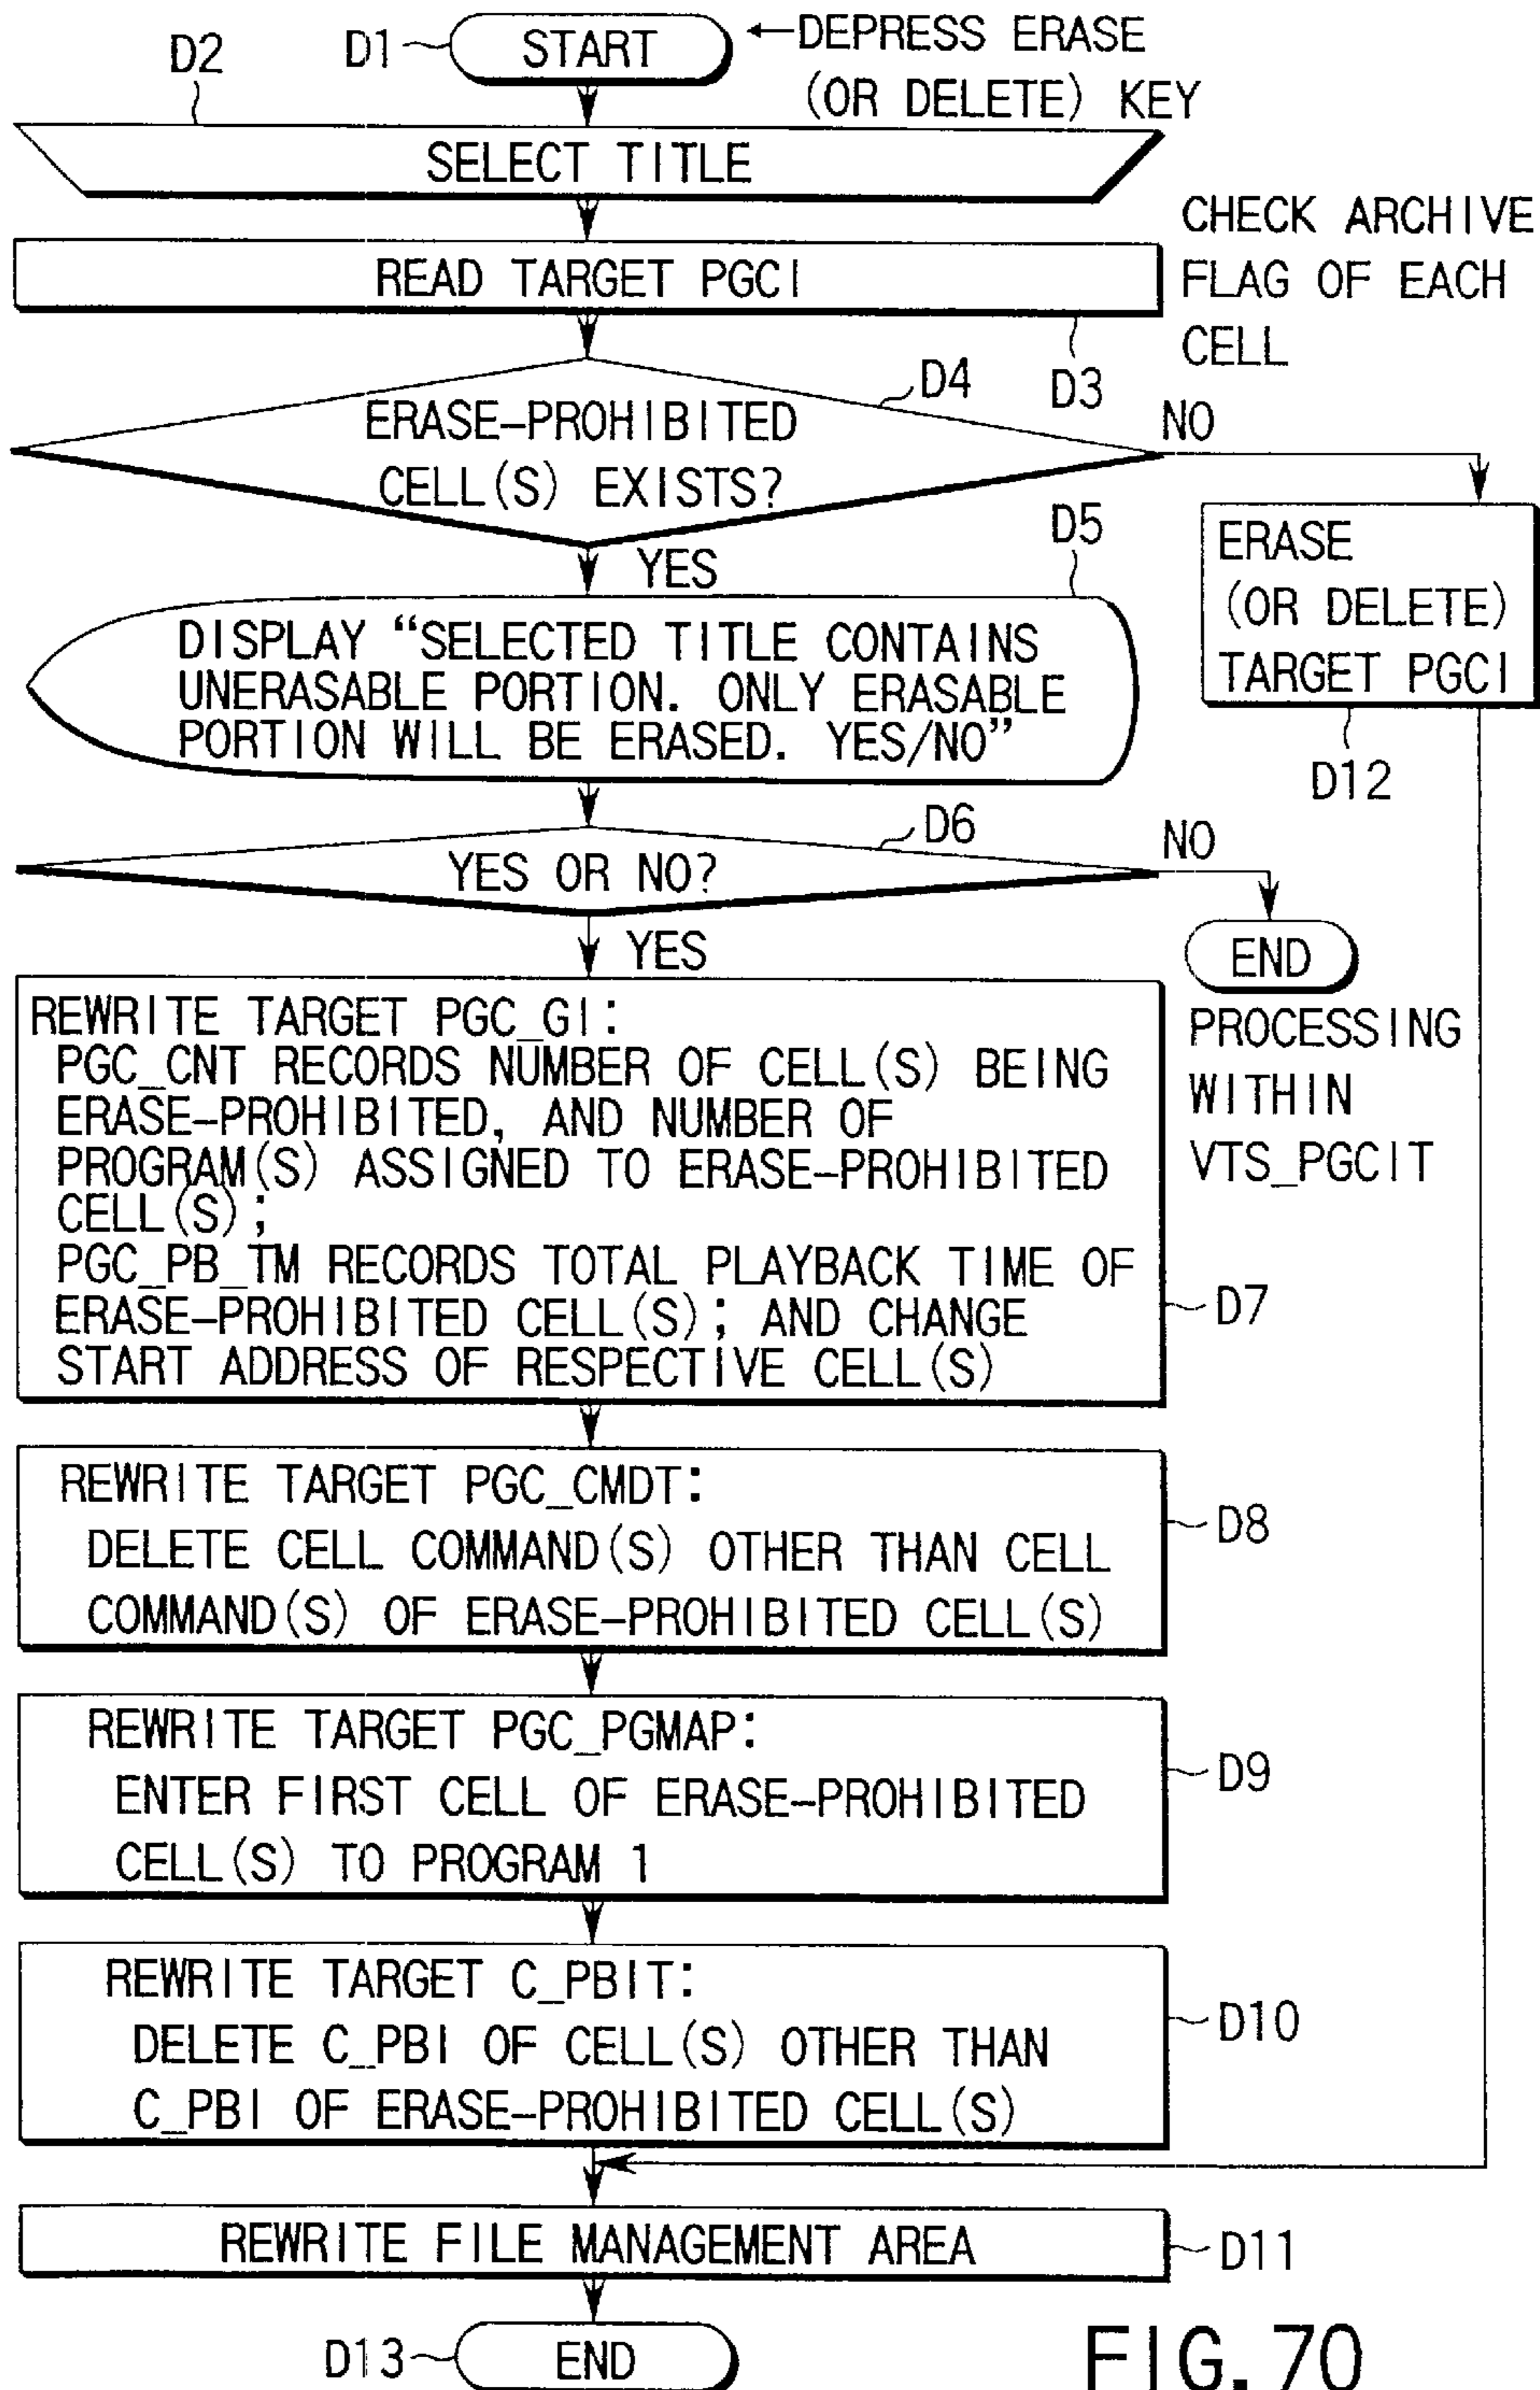 D1
START
←DEPRESS ERASE
(OR DELETE) KEY
D2
SELECT TITLE
READ TARGET PGCI
CHECK ARCHIVE
FLAG OF EACH
CELL
D3
D4
ERASE-PROHIBITED
CELL(S) EXISTS?
NO
YES
D5
DISPLAY “SELECTED TITLE CONTAINS
UNERASABLE PORTION. ONLY ERASABLE
PORTION WILL BE ERASED. YES/NO”
ERASE
(OR DELETE)
TARGET PGCI
D12
D6
YES OR NO?
NO
YES
END
PROCESSING
WITHIN
VTS_PGCIT
REWRITE TARGET PGC_GI:
PGC_CNT RECORDS NUMBER OF CELL(S) BEING
ERASE-PROHIBITED, AND NUMBER OF
PROGRAM(S) ASSIGNED TO ERASE-PROHIBITED
CELL(S);
PGC_PB_TM RECORDS TOTAL PLAYBACK TIME OF
ERASE-PROHIBITED CELL(S); AND CHANGE
START ADDRESS OF RESPECTIVE CELL(S)
D7
REWRITE TARGET PGC_CMDT:
DELETE CELL COMMAND(S) OTHER THAN CELL
COMMAND(S) OF ERASE-PROHIBITED CELL(S)
D8
REWRITE TARGET PGC_PGMAP:
ENTER FIRST CELL OF ERASE-PROHIBITED
CELL(S) TO PROGRAM 1
D9
REWRITE TARGET C_PBIT:
DELETE C_PBI OF CELL(S) OTHER THAN
C_PBI OF ERASE-PROHIBITED CELL(S)
D10
REWRITE FILE MANAGEMENT AREA
D11
D13
END
FIG. 70